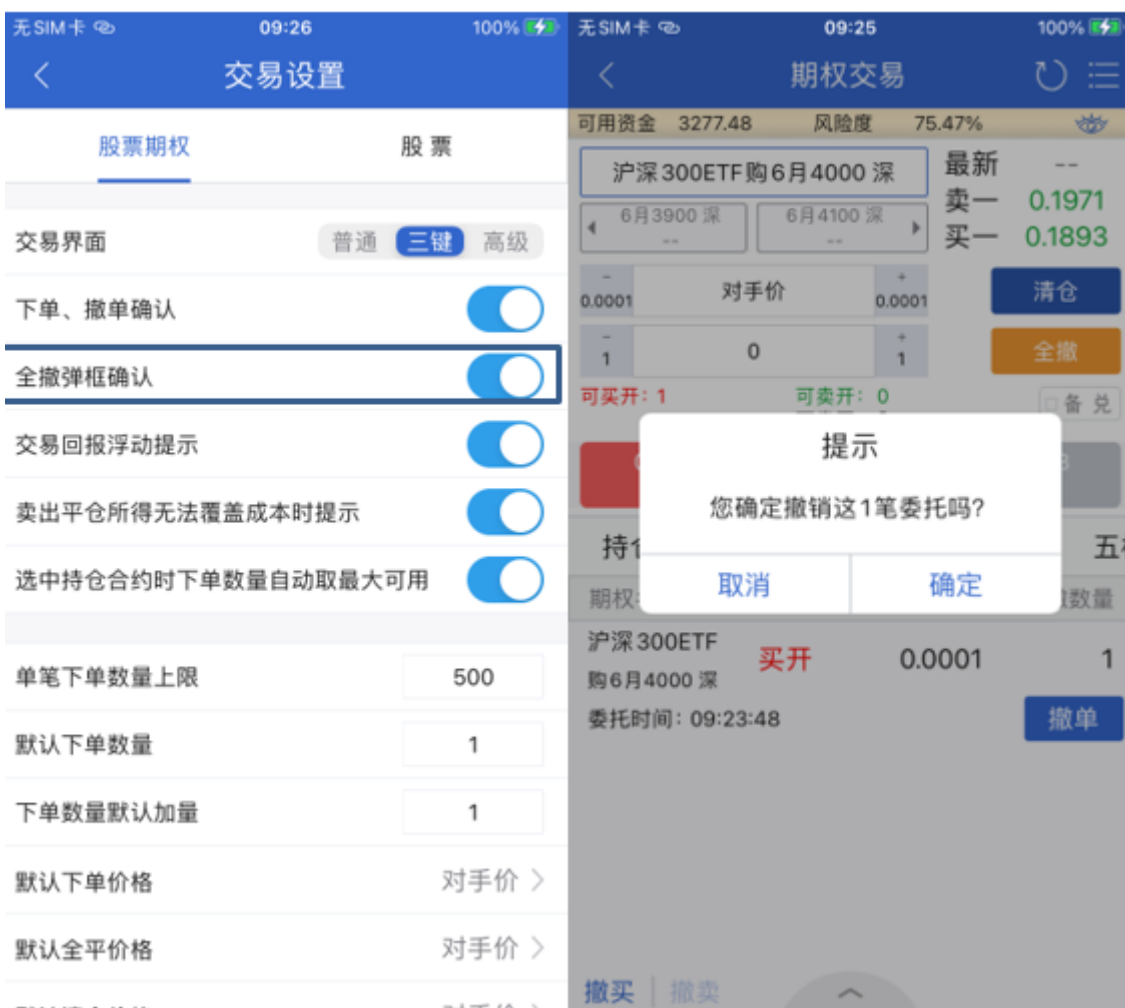 无SIM卡 09:26 100%
交易设置
股票期权 股 票
交易界面 普通 三键 高级
下单、撤单确认
全撤弹框确认
交易回报浮动提示
卖出平仓所得无法覆盖成本时提示
选中持仓合约时下单数量自动取最大可用
单笔下单数量上限 500
默认下单数量 1
下单数量默认加量 1
默认下单价格 对手价
默认全平价格 对手价
无SIM卡 09:25 100%
期权交易
可用资金 3277.48 风险度 75.47%
沪深300ETF购6月4000 深 最新 --
6月3900 深 -- 6月4100 深 -- 卖一 0.1971
买一 0.1893
- 0.0001 对手价 + 0.0001 清仓
- 1 0 + 1 全撤
可买开: 1 可卖开: 0 备 兑
提示
您确定撤销这1笔委托吗?
取消 确定
持 五
期权 数量
沪深300ETF
购6月4000 深 买开 0.0001 1
委托时间: 09:23:48 撤单
撤买 撤卖